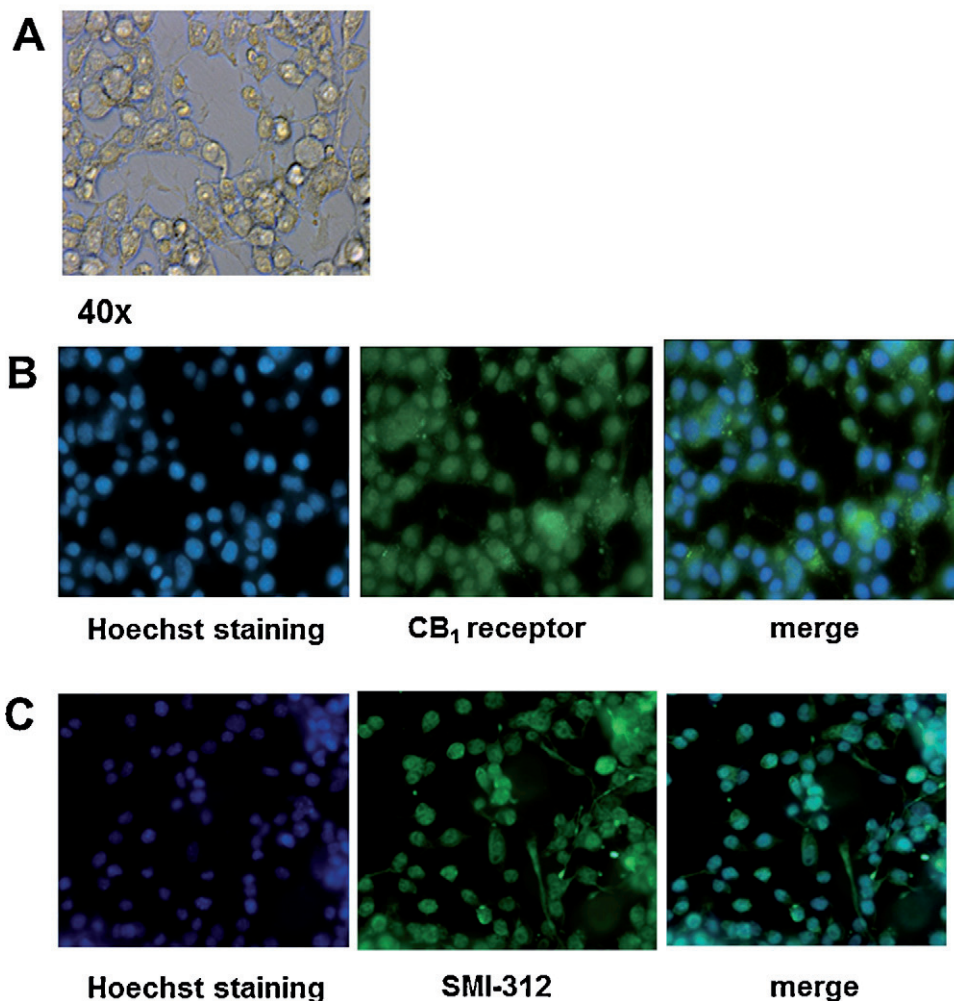 A
40x
B
Hoechst staining CB₁ receptor merge
C
Hoechst staining SMI-312 merge